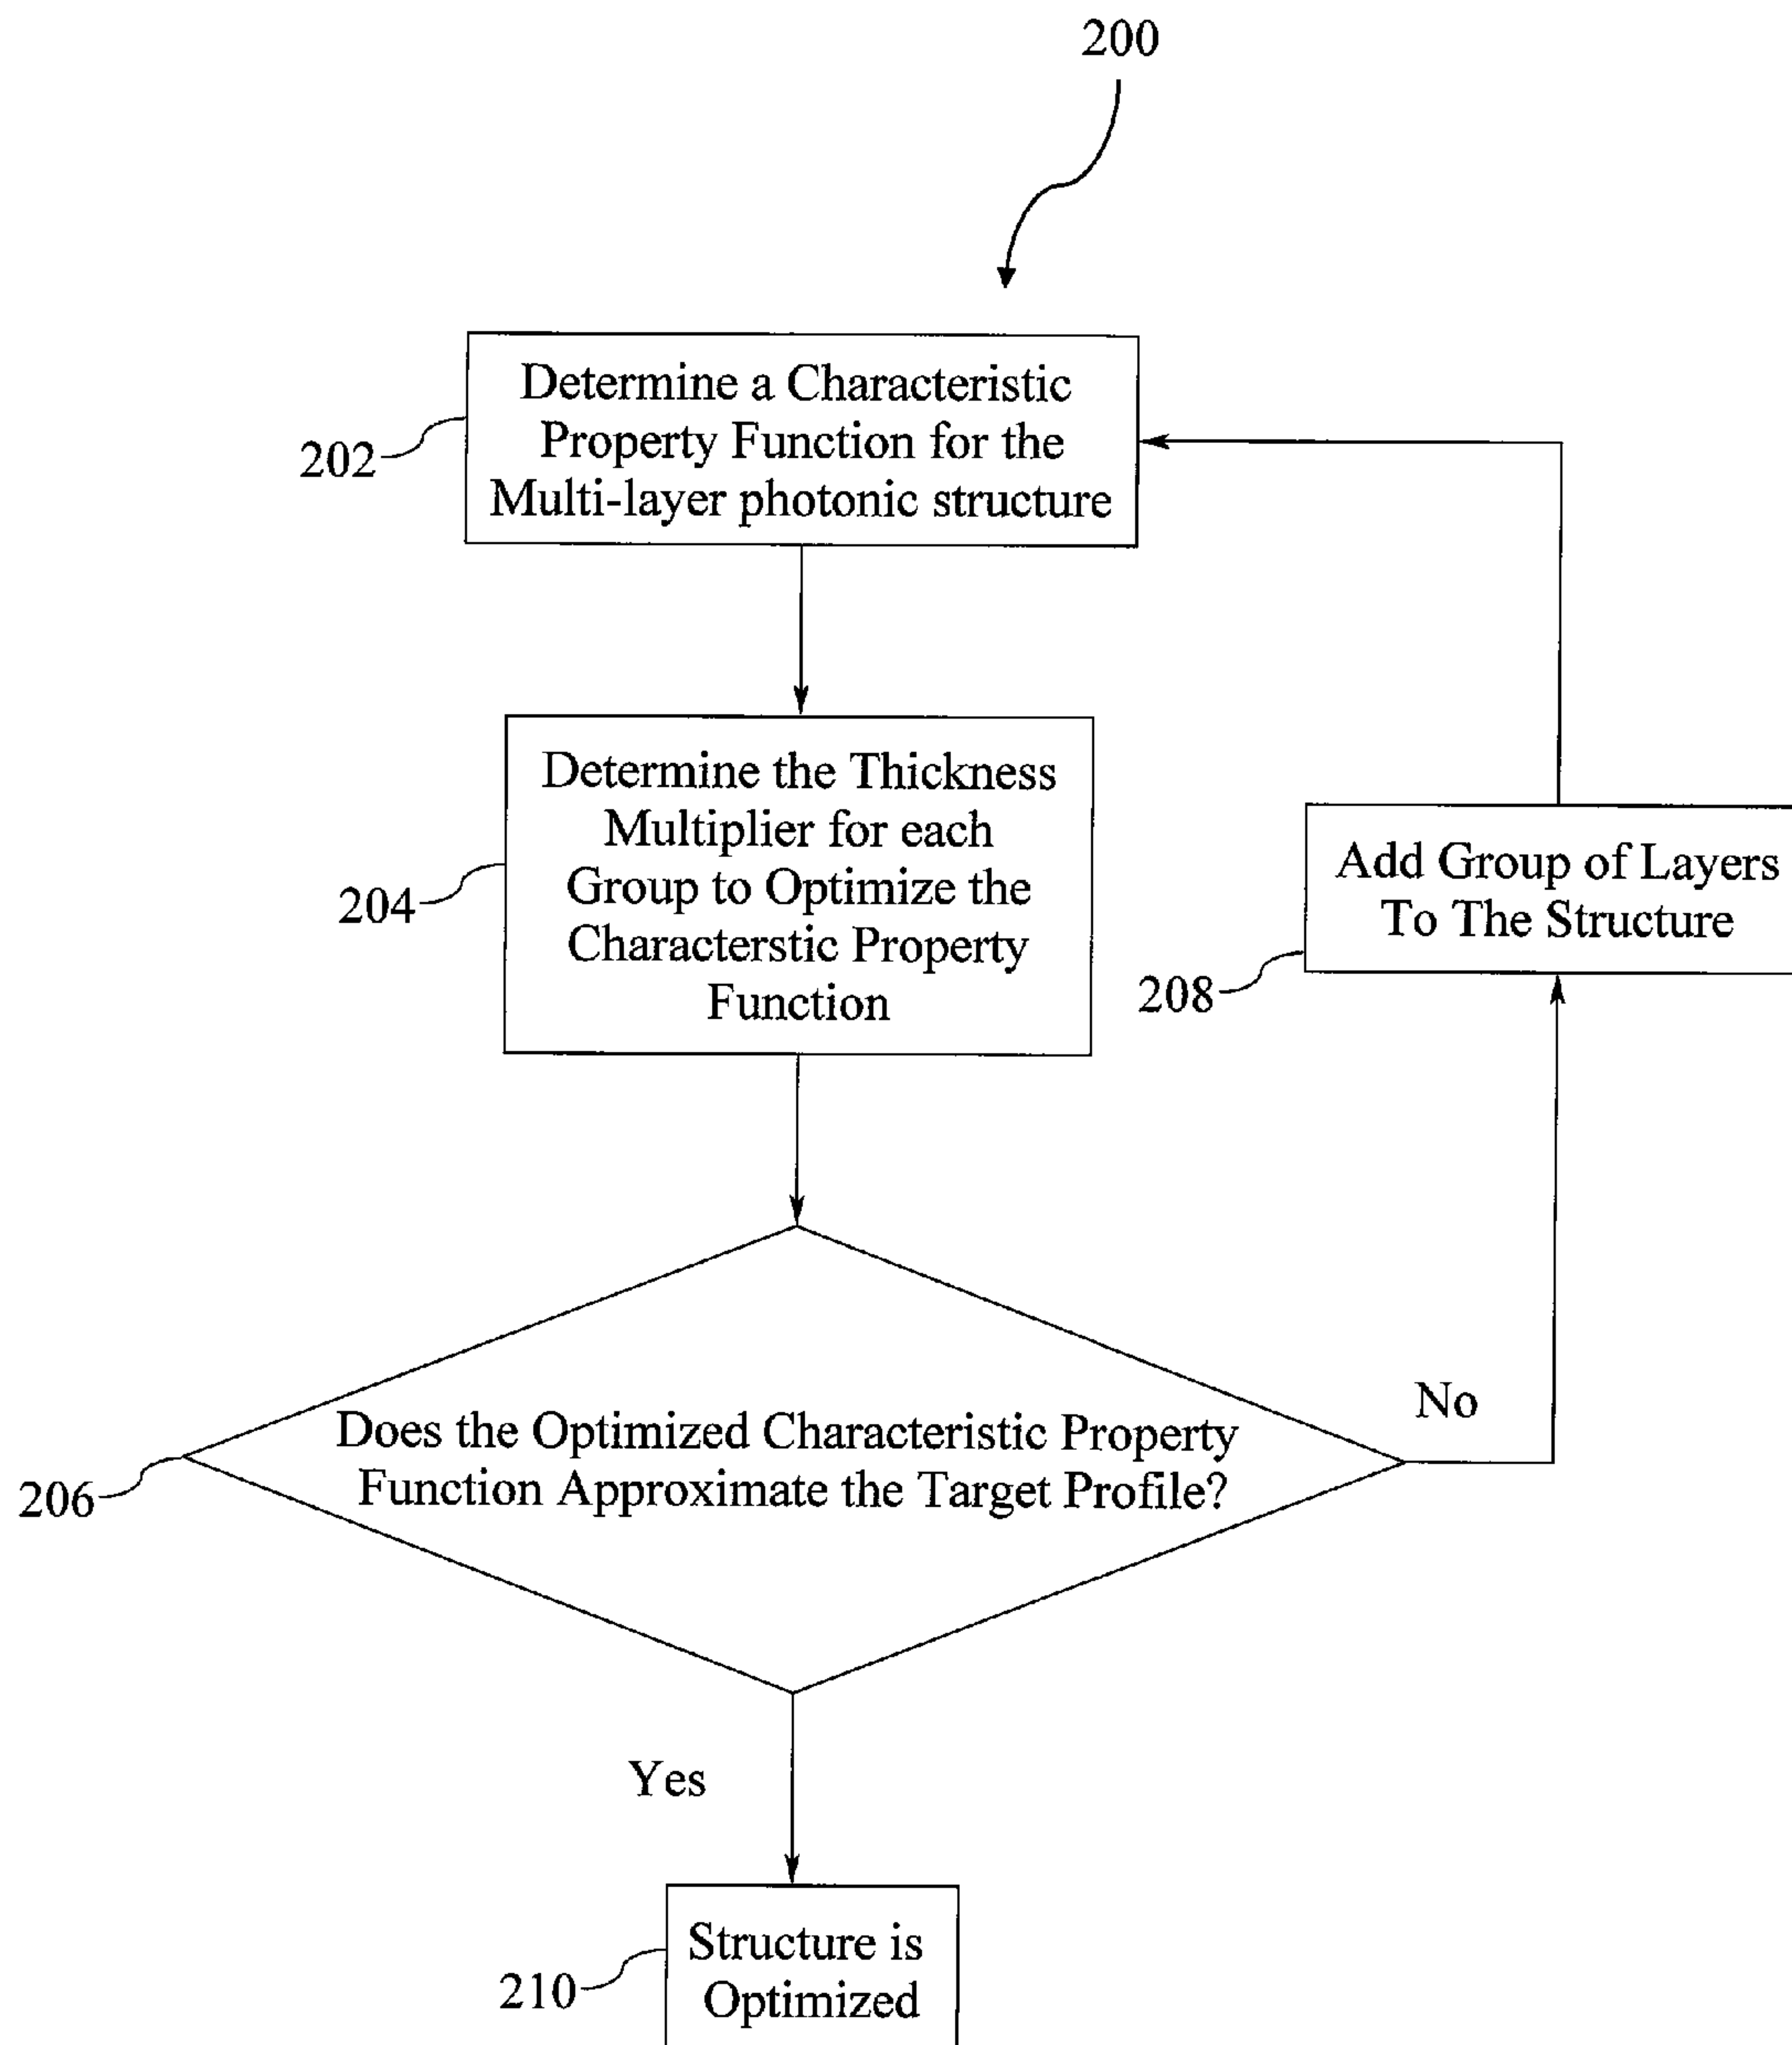 200
Determine a Characteristic
Property Function for the
Multi-layer photonic structure
202
Determine the Thickness
Multiplier for each
Group to Optimize the
Characterstic Property
Function
204
Add Group of Layers
To The Structure
208
Does the Optimized Characteristic Property
Function Approximate the Target Profile?
206
No
Yes
Structure is
Optimized
210